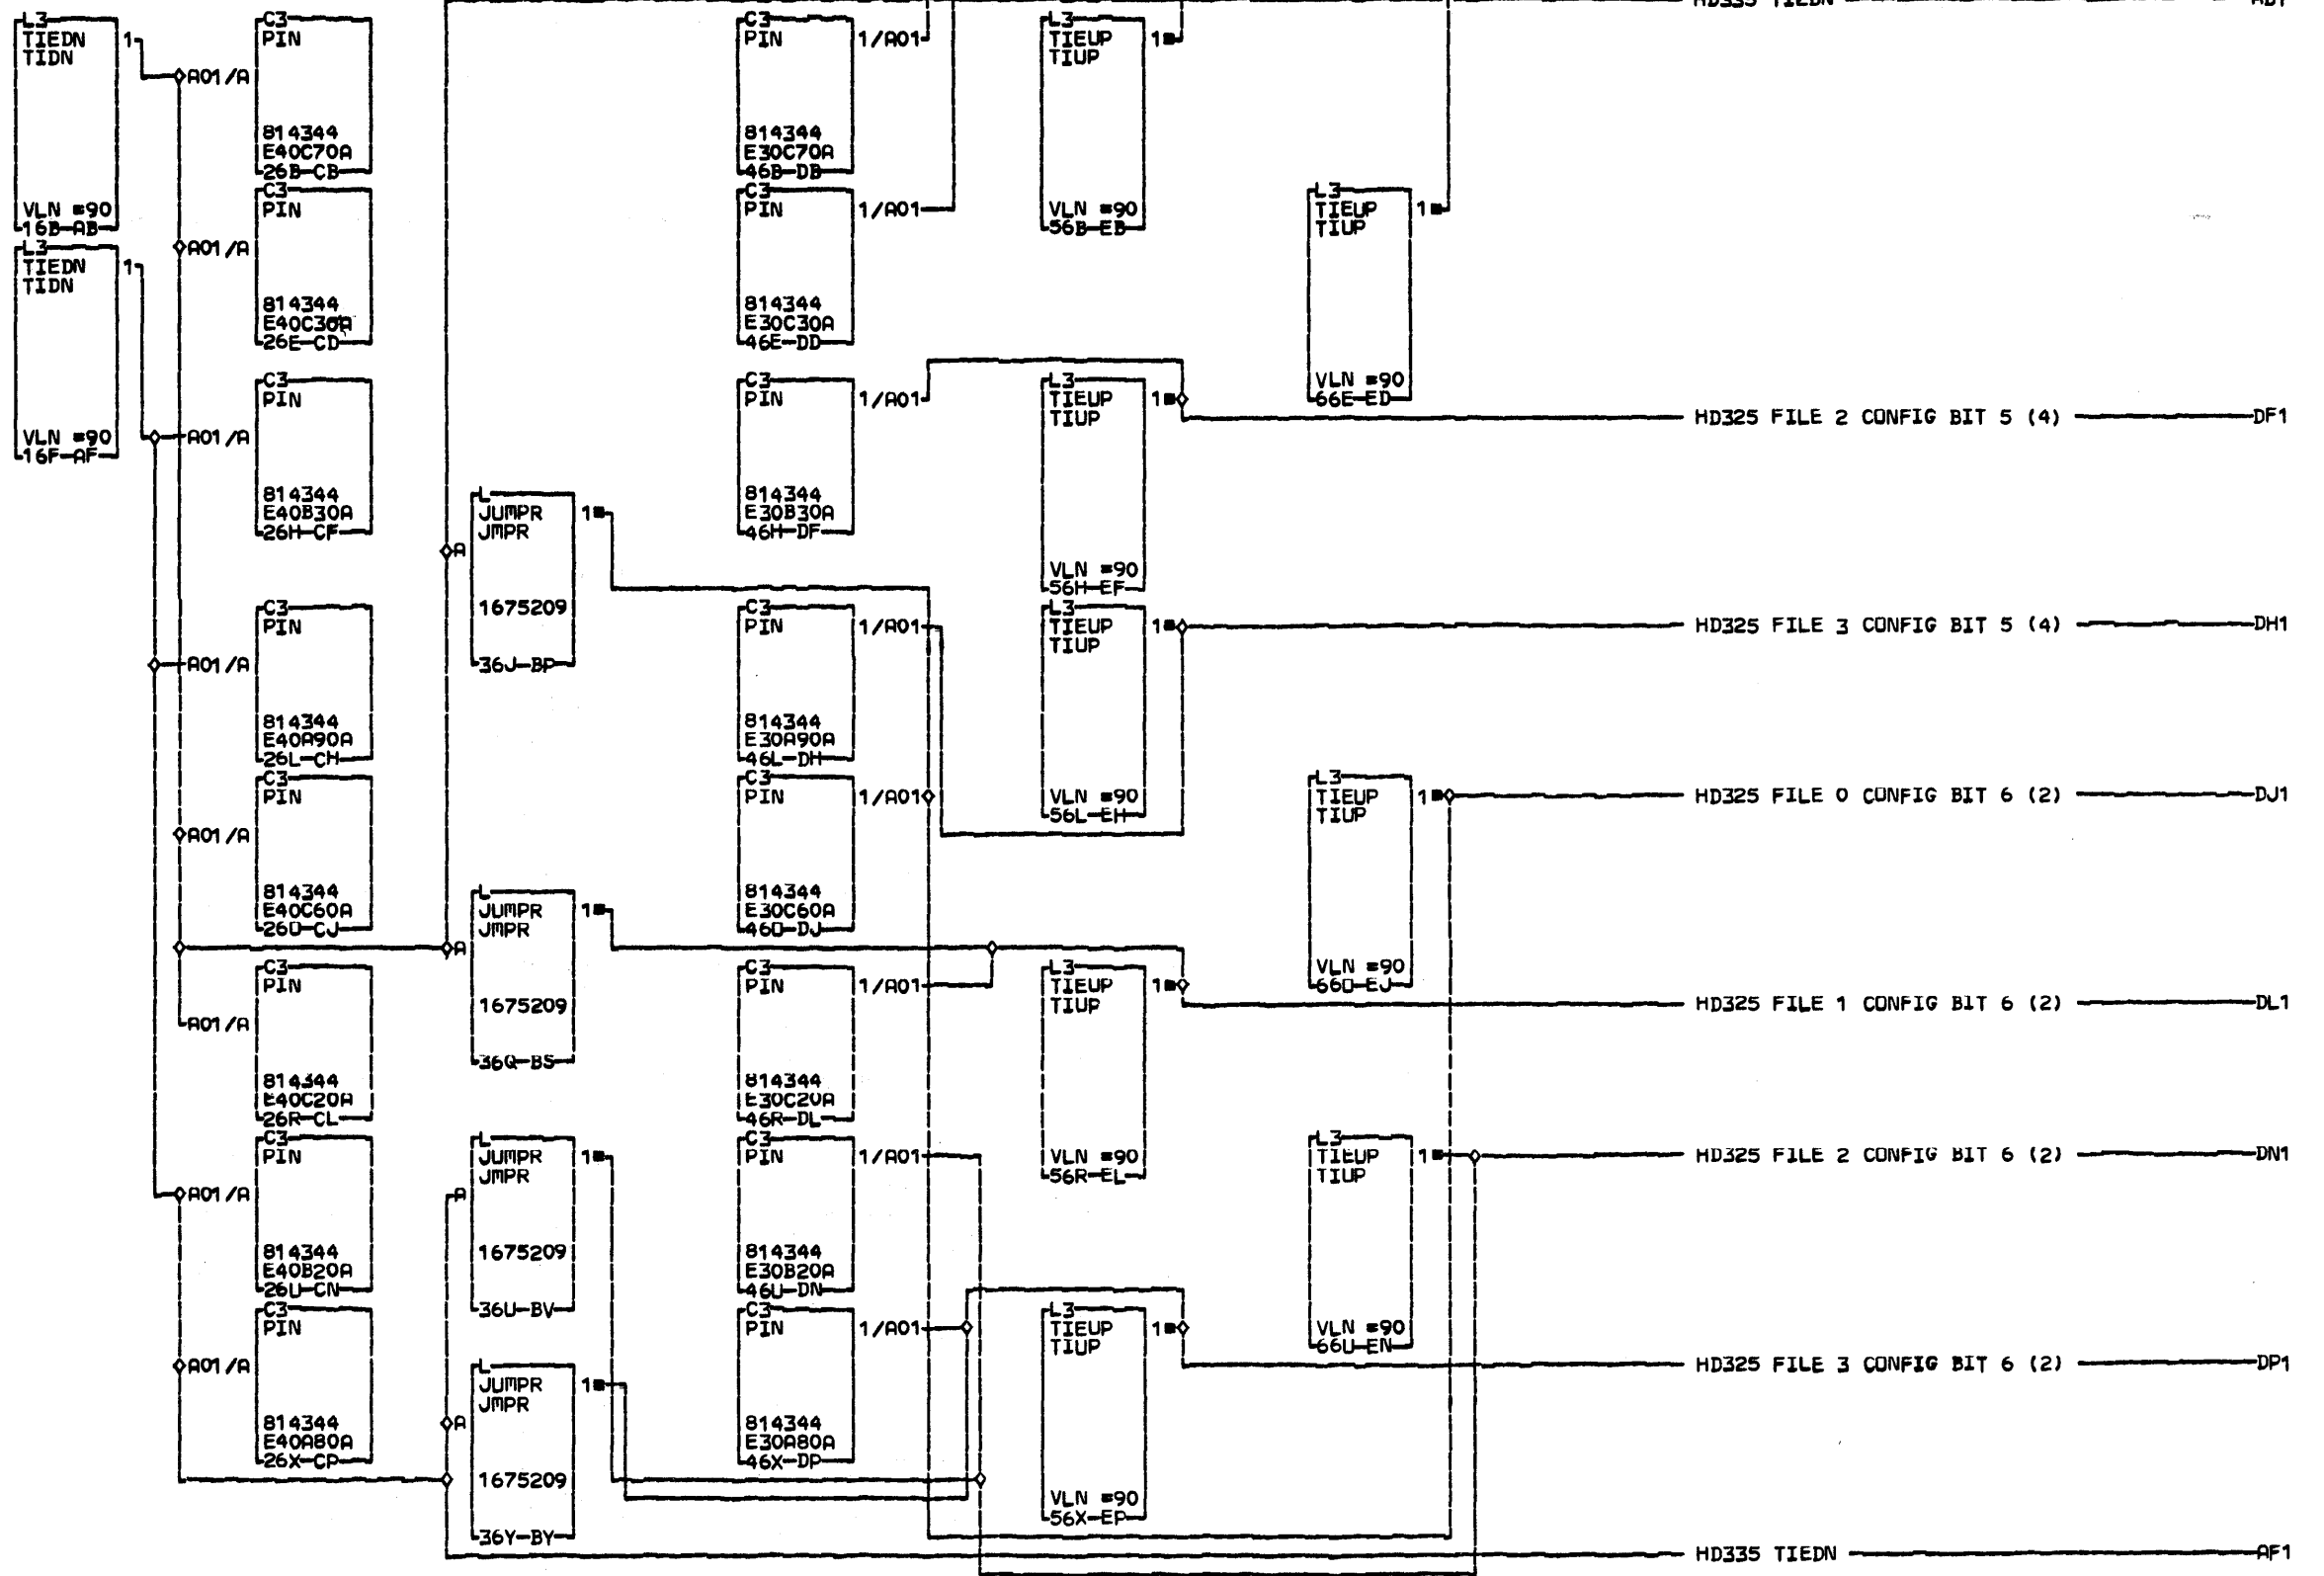 HD335 TIEDN AB1
L3
TIEDN 1
TIDN
VLN =90
16B-AB
L3
TIEDN 1
TIDN
VLN =90
16F-AF
A01/A
C3
PIN
814344
E40C70A
26B-CB
A01/A
C3
PIN
814344
E40C30A
26E-CD
A01/A
C3
PIN
814344
E40B30A
26H-CF
A01/A
C3
PIN
814344
E40A90A
26L-CH
A01/A
C3
PIN
814344
E40C60A
26O-CJ
A01/A
C3
PIN
814344
E40C20A
26R-CL
A01/A
C3
PIN
814344
E40B20A
26U-CN
A01/A
C3
PIN
814344
E40A80A
26X-CP
L
JUMPR 1
A JMPR
1675209
36J-BP
L
JUMPR 1
A JMPR
1675209
36Q-BS
L
JUMPR 1
JMPR
A
1675209
36U-BV
L
JUMPR 1
JMPR
A
1675209
36Y-BY
C3
PIN 1/A01
814344
E30C70A
46B-DB
C3
PIN 1/A01
814344
E30C30A
46E-DD
C3
PIN 1/A01
814344
E30B30A
46H-DF
C3
PIN 1/A01
814344
E30A90A
46L-DH
C3
PIN 1/A01
814344
E30C60A
46O-DJ
C3
PIN 1/A01
814344
E30C20A
46R-DL
C3
PIN 1/A01
814344
E30B20A
46U-DN
C3
PIN 1/A01
814344
E30A80A
46X-DP
L3
TIEUP 1
TIUP
VLN =90
56B-EB
L3
TIEUP 1
TIUP
VLN =90
56H-EF
L3
TIEUP 1
TIUP
VLN =90
56L-EH
L3
TIEUP 1
TIUP
VLN =90
56R-EL
L3
TIEUP 1
TIUP
VLN =90
56X-EP
L3
TIEUP 1
TIUP
VLN =90
66E-ED
L3
TIEUP 1
TIUP
VLN =90
66O-EJ
L3
TIEUP 1
TIUP
VLN =90
66U-EN
HD325 FILE 2 CONFIG BIT 5 (4) DF1
HD325 FILE 3 CONFIG BIT 5 (4) DH1
HD325 FILE 0 CONFIG BIT 6 (2) DJ1
HD325 FILE 1 CONFIG BIT 6 (2) DL1
HD325 FILE 2 CONFIG BIT 6 (2) DN1
HD325 FILE 3 CONFIG BIT 6 (2) DP1
HD335 TIEDN AF1